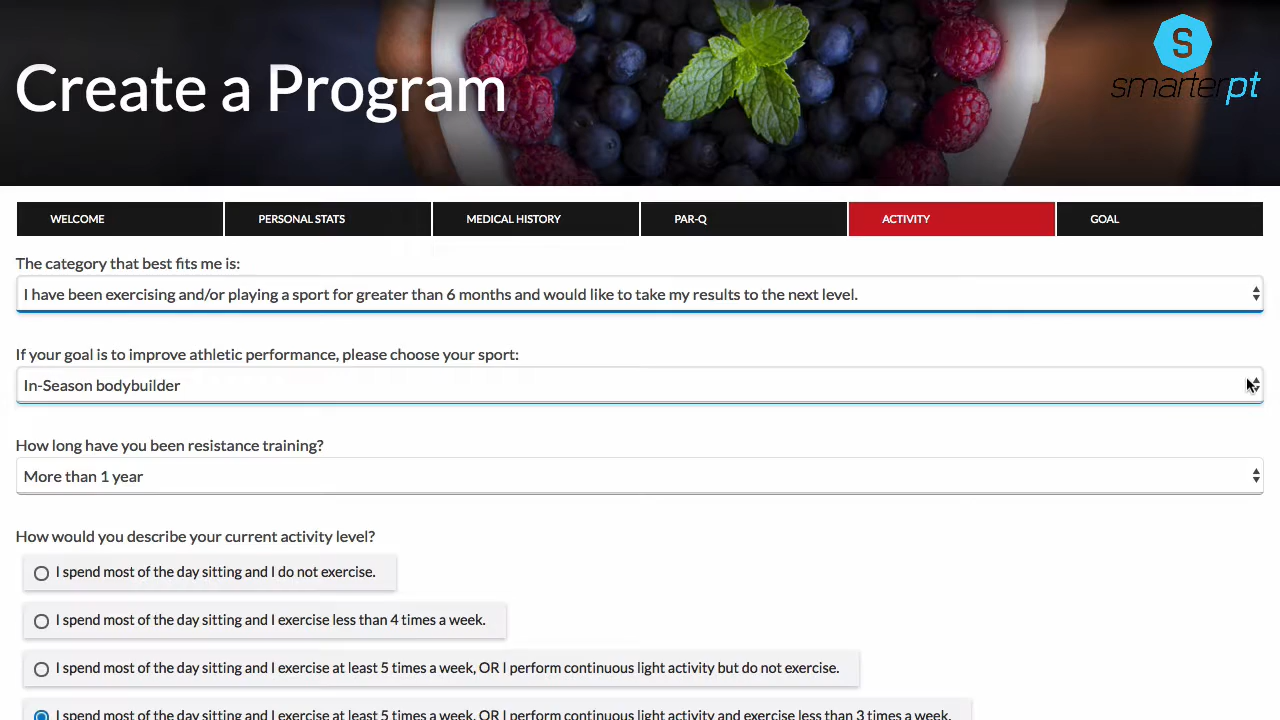 Create a Program
S
smarterpt
WELCOME
PERSONAL STATS
MEDICAL HISTORY
PAR-Q
ACTIVITY
GOAL
The category that best fits me is:
I have been exercising and/or playing a sport for greater than 6 months and would like to take my results to the next level.
If your goal is to improve athletic performance, please choose your sport:
In-Season bodybuilder
How long have you been resistance training?
More than 1 year
How would you describe your current activity level?
I spend most of the day sitting and I do not exercise.
I spend most of the day sitting and I exercise less than 4 times a week.
I spend most of the day sitting and I exercise at least 5 times a week, OR I perform continuous light activity but do not exercise.
I spend most of the day sitting and I exercise at least 5 times a week, OR I perform continuous light activity and exercise less than 3 times a week.